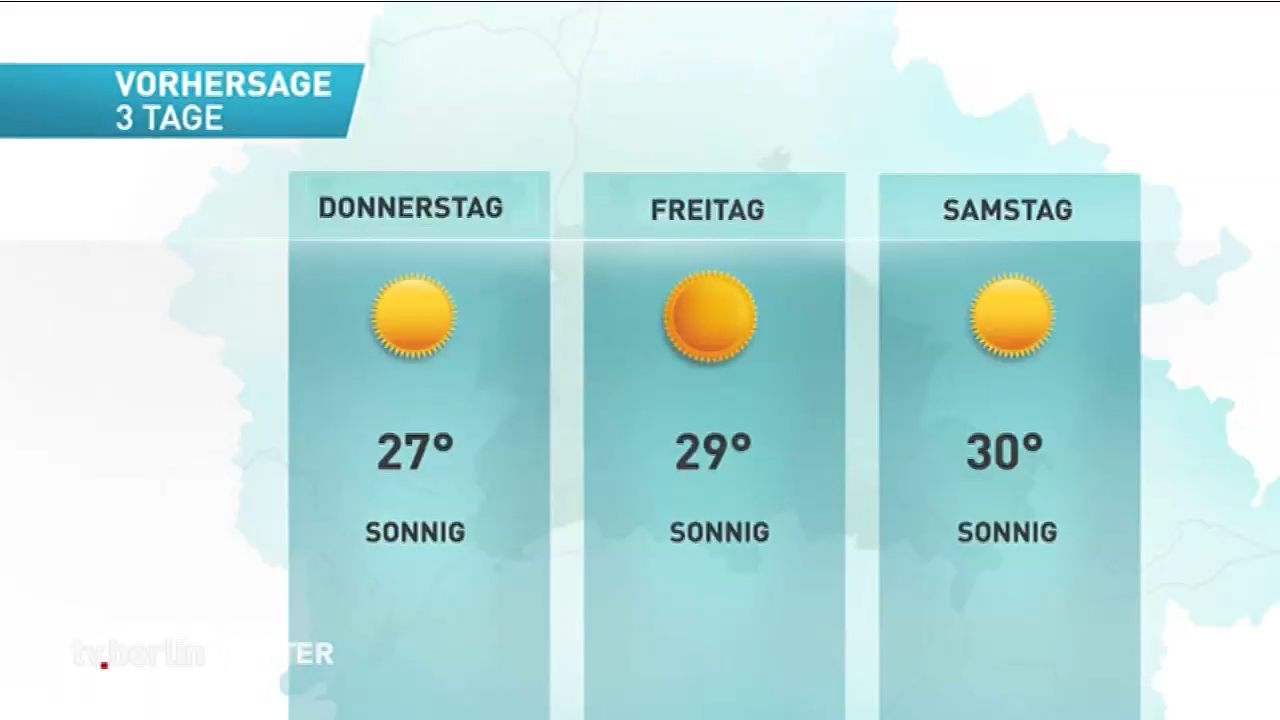 VORHERSAGE
3 TAGE
DONNERSTAG
FREITAG
SAMSTAG
27°
29°
30°
SONNIG
SONNIG
SONNIG
tv.berlin